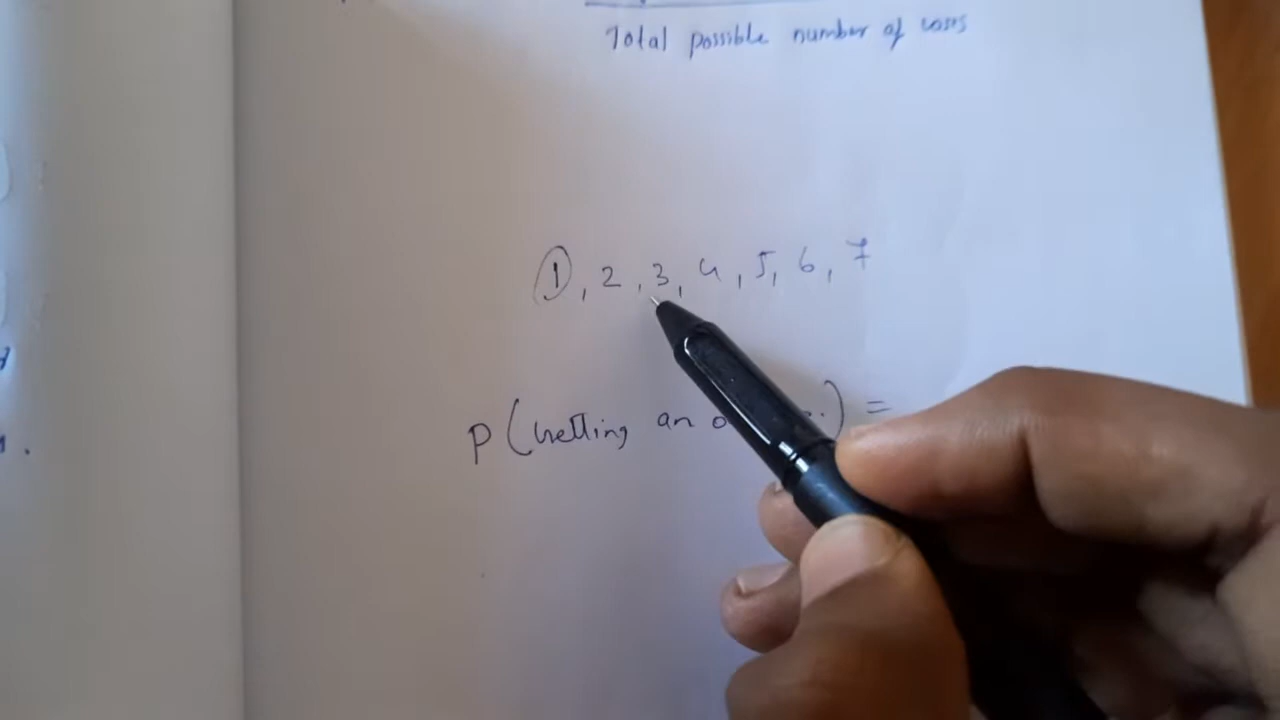 Total possible number of cases
1, 2, 3, 4, 5, 6, 7
P (Getting an o ) =